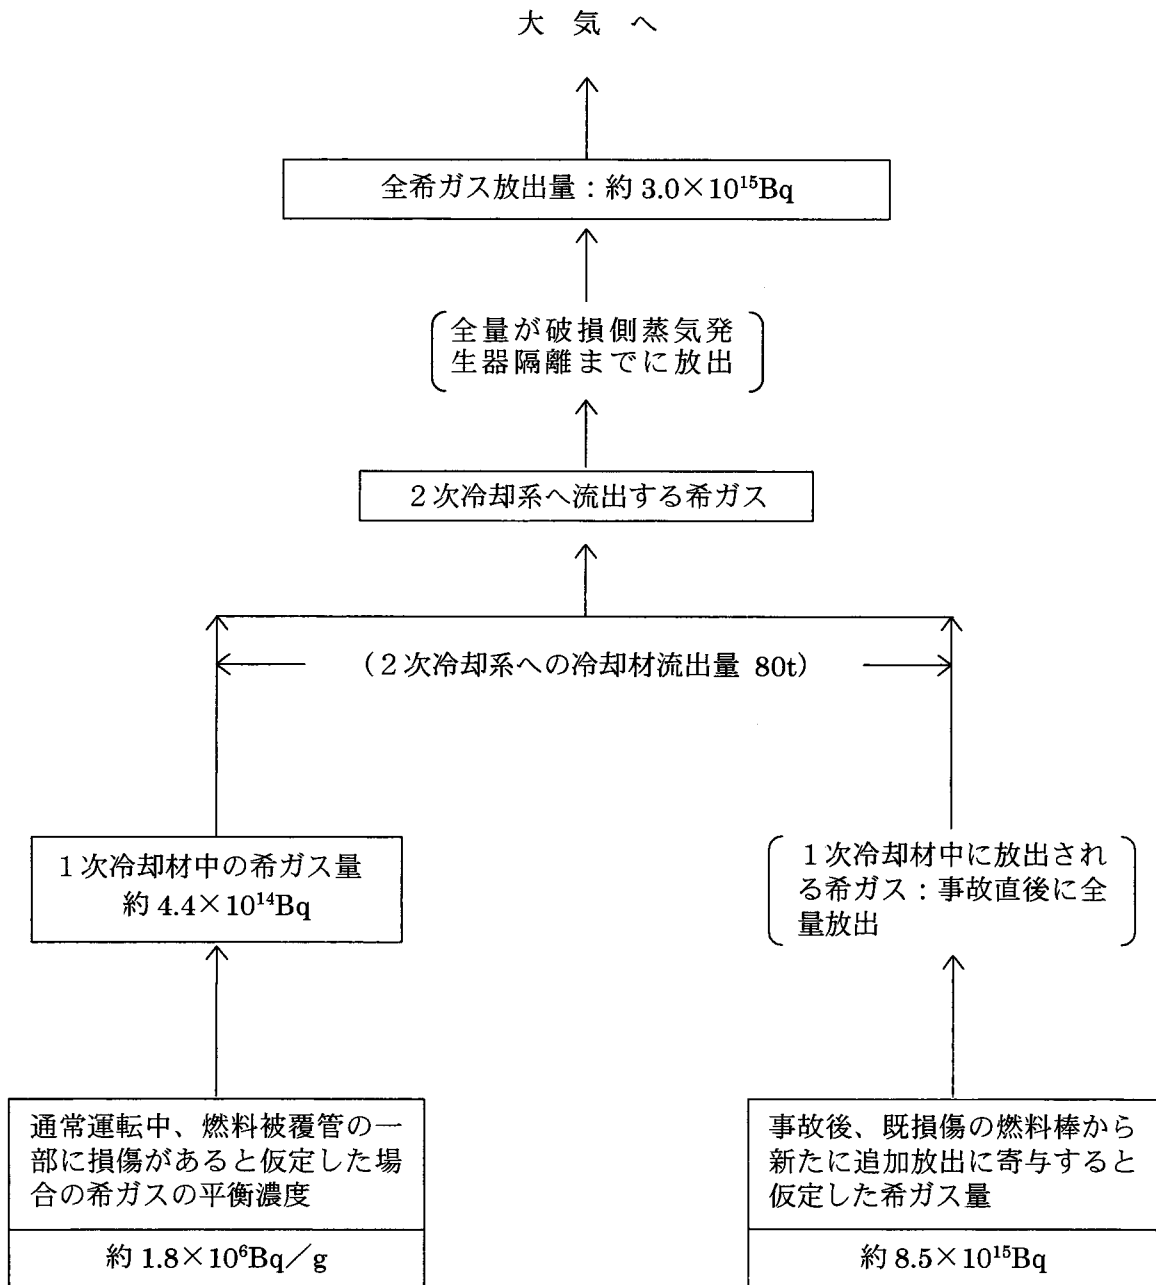 大気へ
全希ガス放出量：約 3.0×10¹⁵Bq
全量が破損側蒸気発
生器隔離までに放出
２次冷却系へ流出する希ガス
（２次冷却系への冷却材流出量 80t）
１次冷却材中の希ガス量
約 4.4×10¹⁴Bq
１次冷却材中に放出され
る希ガス：事故直後に全
量放出
通常運転中、燃料被覆管の一
部に損傷があると仮定した場
合の希ガスの平衡濃度
約 1.8×10⁶Bq／g
事故後、既損傷の燃料棒から
新たに追加放出に寄与すると
仮定した希ガス量
約 8.5×10¹⁵Bq